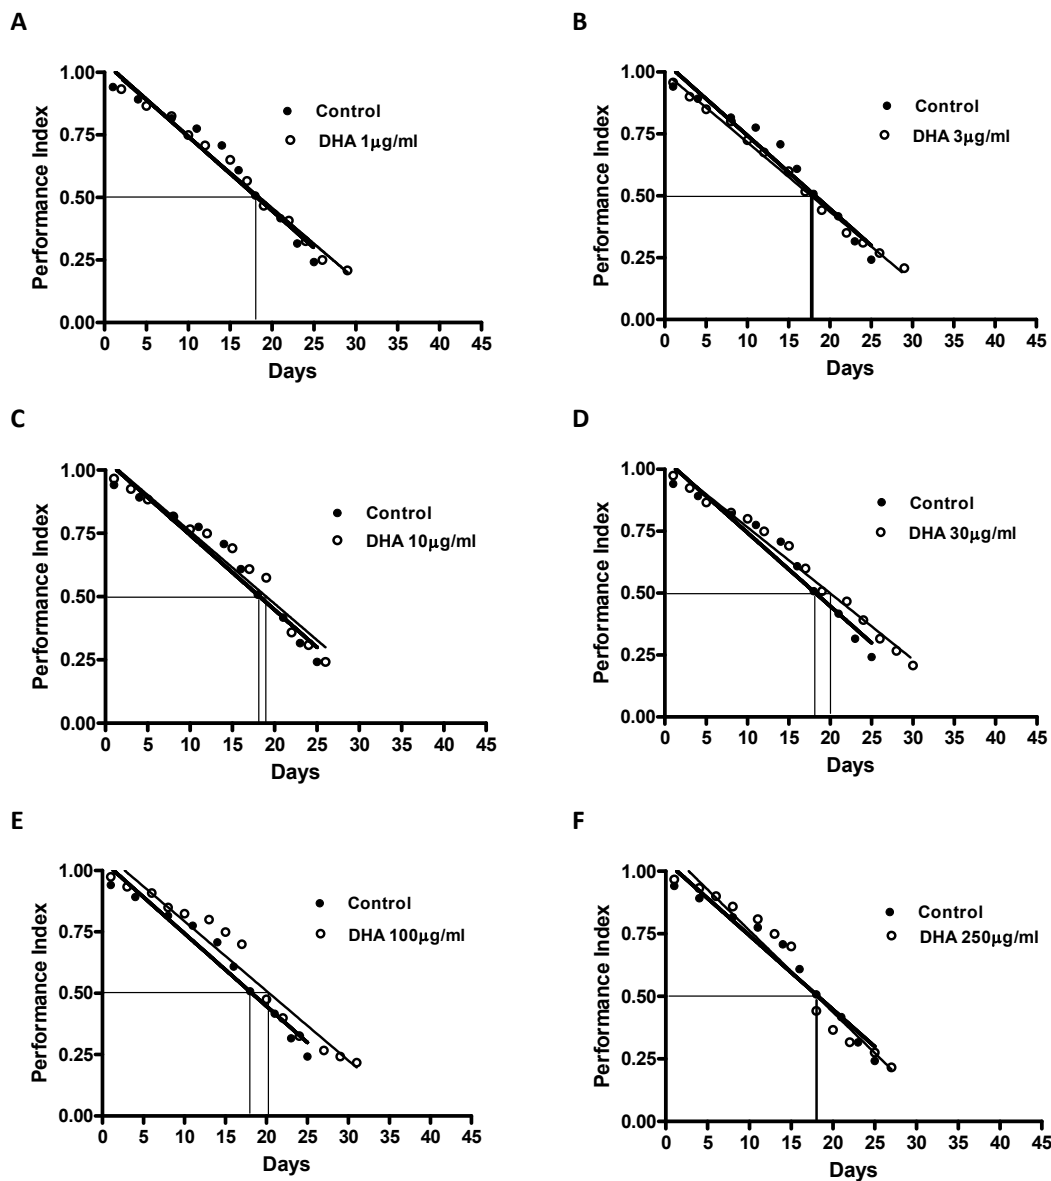 A
Performance Index
1.00
0.75
0.50
0.25
0.00
0 5 10 15 20 25 30 35 40 45
Days
Control
DHA 1μg/ml
B
Performance Index
1.00
0.75
0.50
0.25
0.00
0 5 10 15 20 25 30 35 40 45
Days
Control
DHA 3μg/ml
C
Performance Index
1.00
0.75
0.50
0.25
0.00
0 5 10 15 20 25 30 35 40 45
Days
Control
DHA 10μg/ml
D
Performance Index
1.00
0.75
0.50
0.25
0.00
0 5 10 15 20 25 30 35 40 45
Days
Control
DHA 30μg/ml
E
Performance Index
1.00
0.75
0.50
0.25
0.00
0 5 10 15 20 25 30 35 40 45
Days
Control
DHA 100μg/ml
F
Performance Index
1.00
0.75
0.50
0.25
0.00
0 5 10 15 20 25 30 35 40 45
Days
Control
DHA 250μg/ml